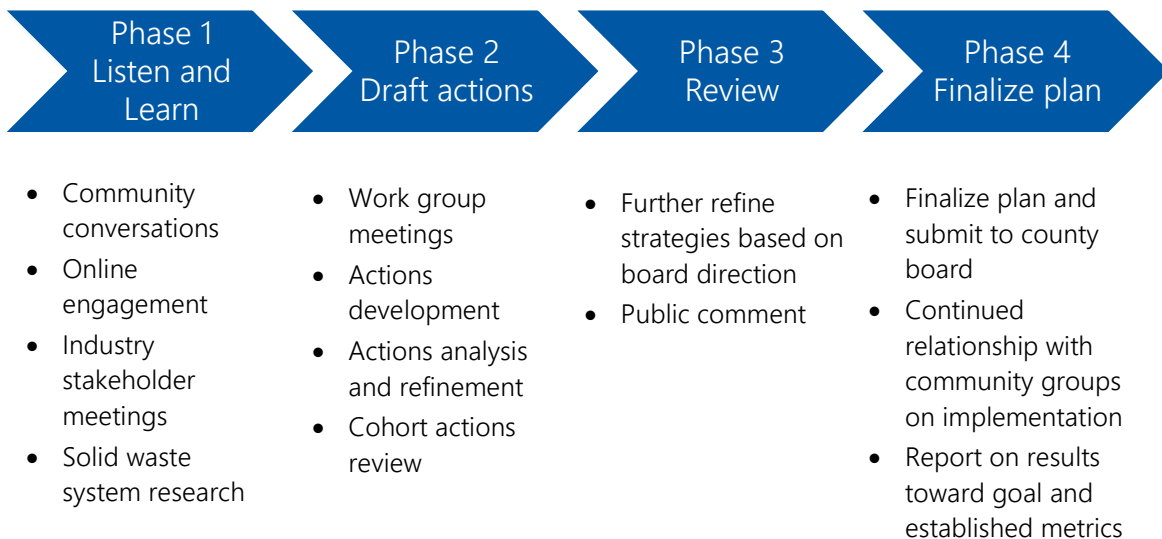 Phase 1
Listen and
Learn
Phase 2
Draft actions
Phase 3
Review
Phase 4
Finalize plan
• Community
conversations
• Online
engagement
• Industry
stakeholder
meetings
• Solid waste
system research
• Work group
meetings
• Actions
development
• Actions analysis
and refinement
• Cohort actions
review
• Further refine
strategies based on
board direction
• Public comment
• Finalize plan and
submit to county
board
• Continued
relationship with
community groups
on implementation
• Report on results
toward goal and
established metrics